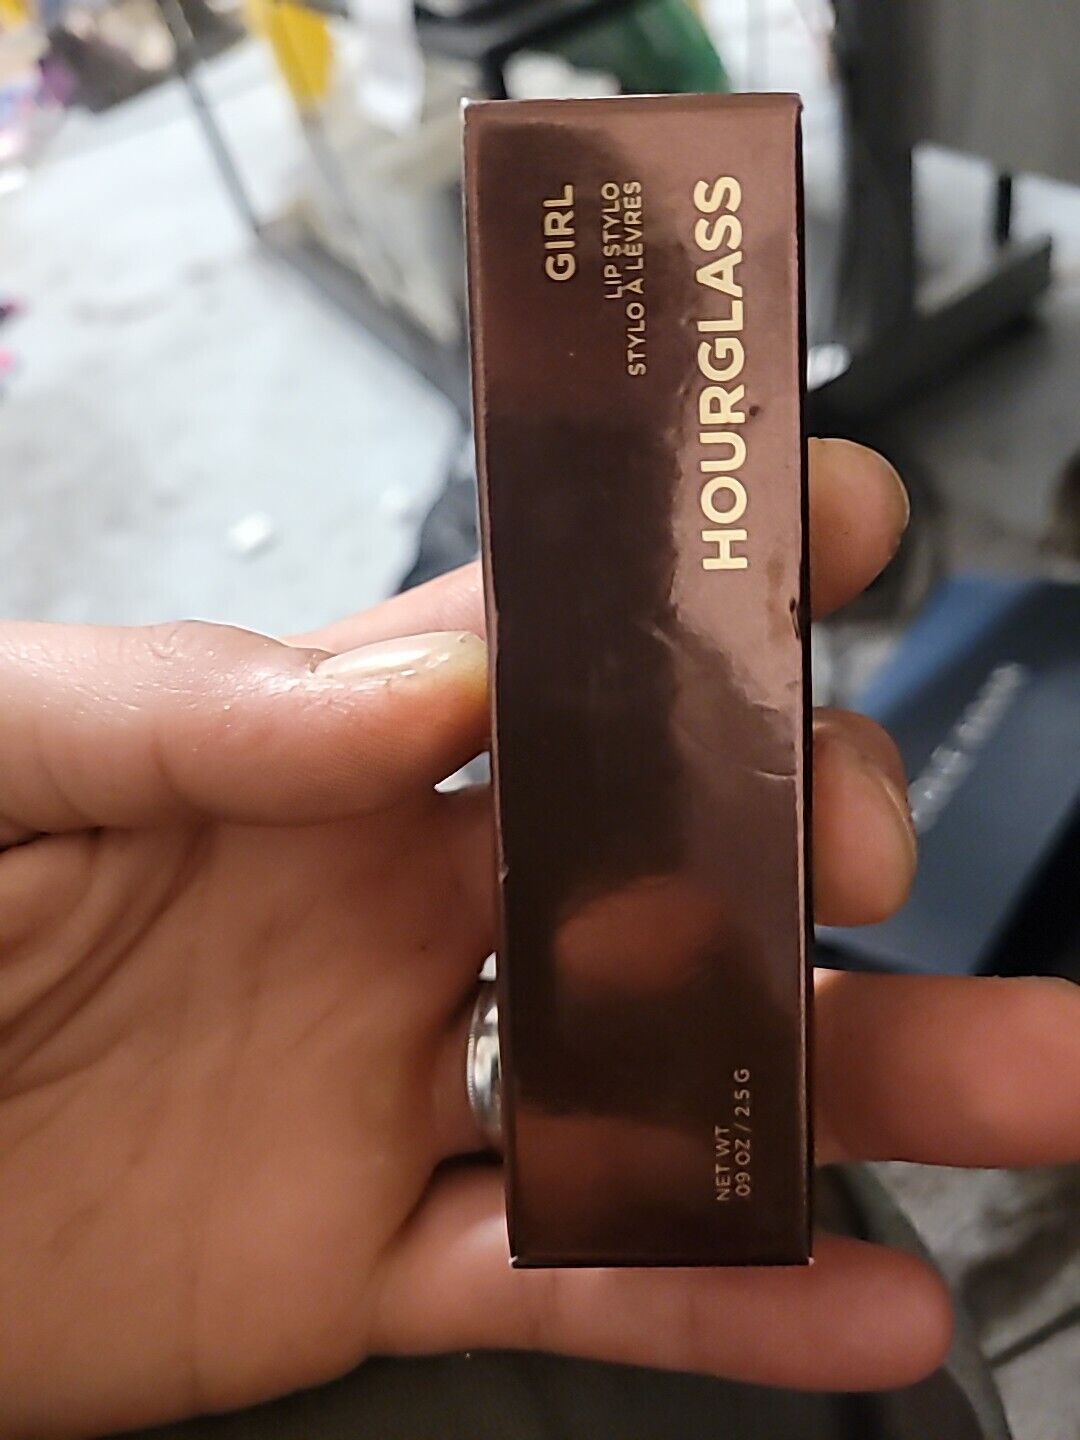 GIRL
LIP STYLO
STYLO À LÈVRES
HOURGLASS
NET WT
.09 OZ / 2.5 G